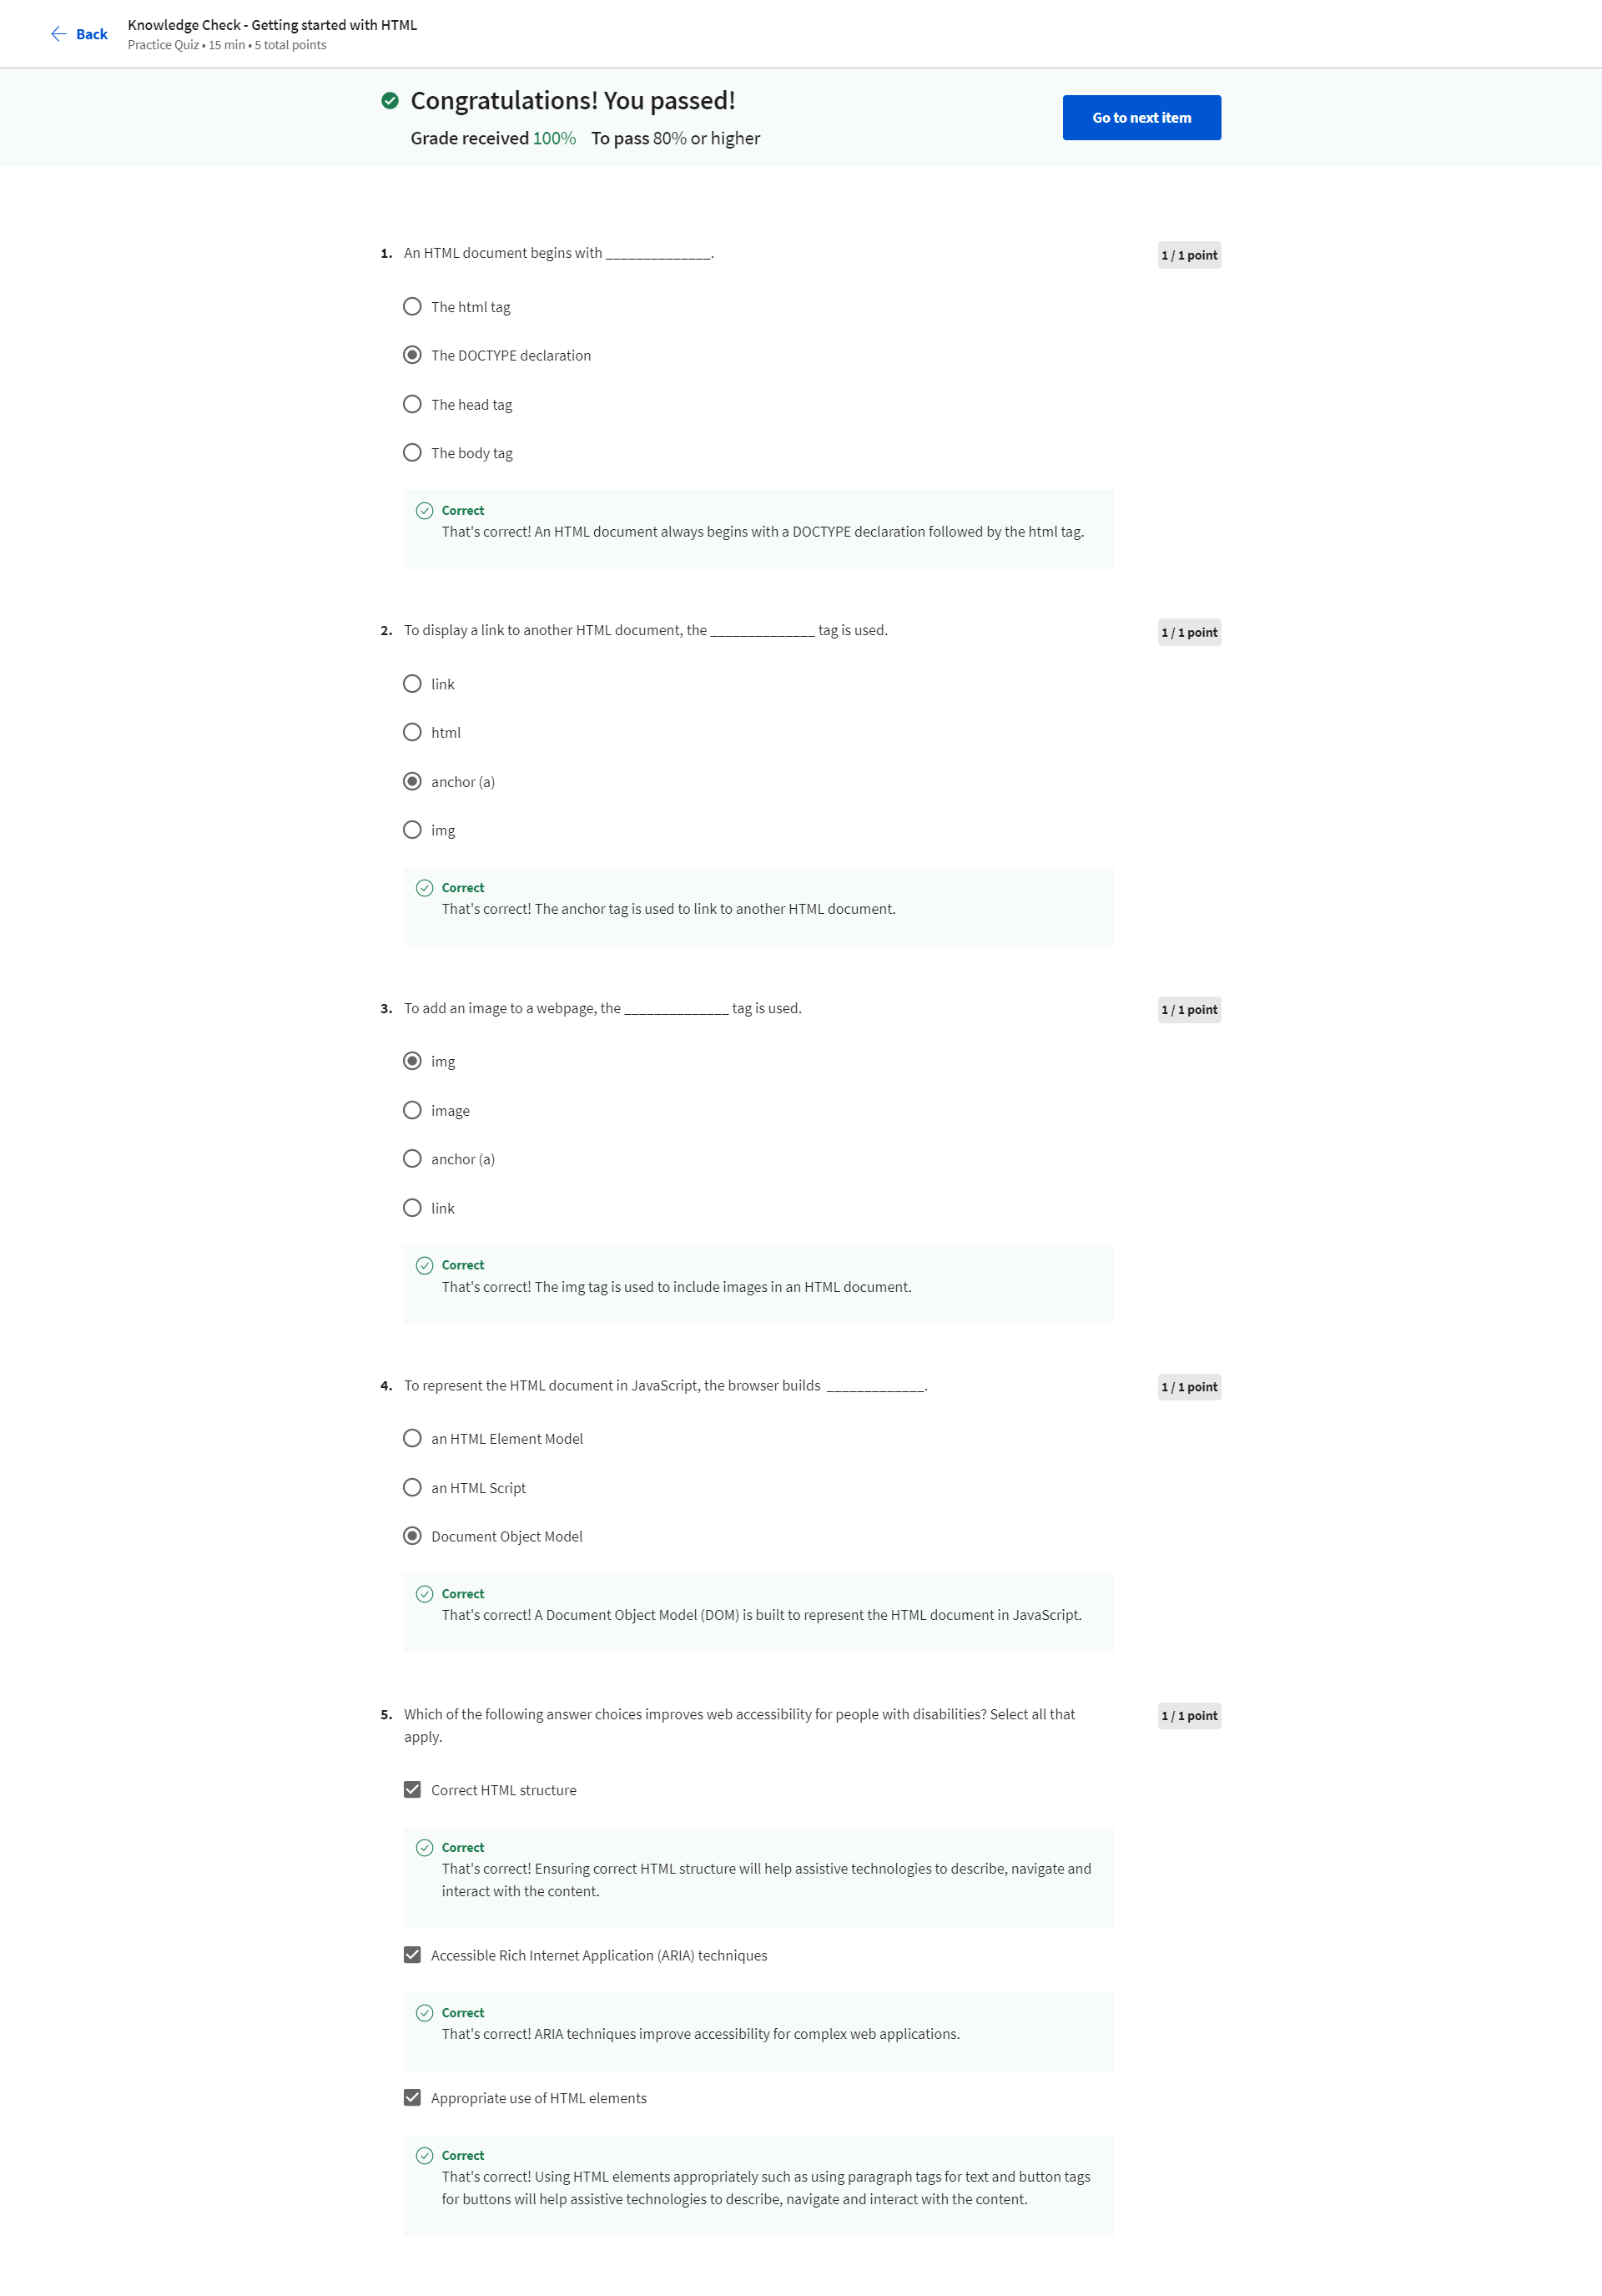 Back
Knowledge Check - Getting started with HTML
Practice Quiz • 15 min • 5 total points
Congratulations! You passed!
Grade received 100% To pass 80% or higher
Go to next item
1. An HTML document begins with ______________.
1 / 1 point
The html tag
The DOCTYPE declaration
The head tag
The body tag
Correct
That's correct! An HTML document always begins with a DOCTYPE declaration followed by the html tag.
2. To display a link to another HTML document, the ______________ tag is used.
1 / 1 point
link
html
anchor (a)
img
Correct
That's correct! The anchor tag is used to link to another HTML document.
3. To add an image to a webpage, the ______________ tag is used.
1 / 1 point
img
image
anchor (a)
link
Correct
That's correct! The img tag is used to include images in an HTML document.
4. To represent the HTML document in JavaScript, the browser builds _____________.
1 / 1 point
an HTML Element Model
an HTML Script
Document Object Model
Correct
That's correct! A Document Object Model (DOM) is built to represent the HTML document in JavaScript.
5. Which of the following answer choices improves web accessibility for people with disabilities? Select all that
apply.
1 / 1 point
Correct HTML structure
Correct
That's correct! Ensuring correct HTML structure will help assistive technologies to describe, navigate and
interact with the content.
Accessible Rich Internet Application (ARIA) techniques
Correct
That's correct! ARIA techniques improve accessibility for complex web applications.
Appropriate use of HTML elements
Correct
That's correct! Using HTML elements appropriately such as using paragraph tags for text and button tags
for buttons will help assistive technologies to describe, navigate and interact with the content.